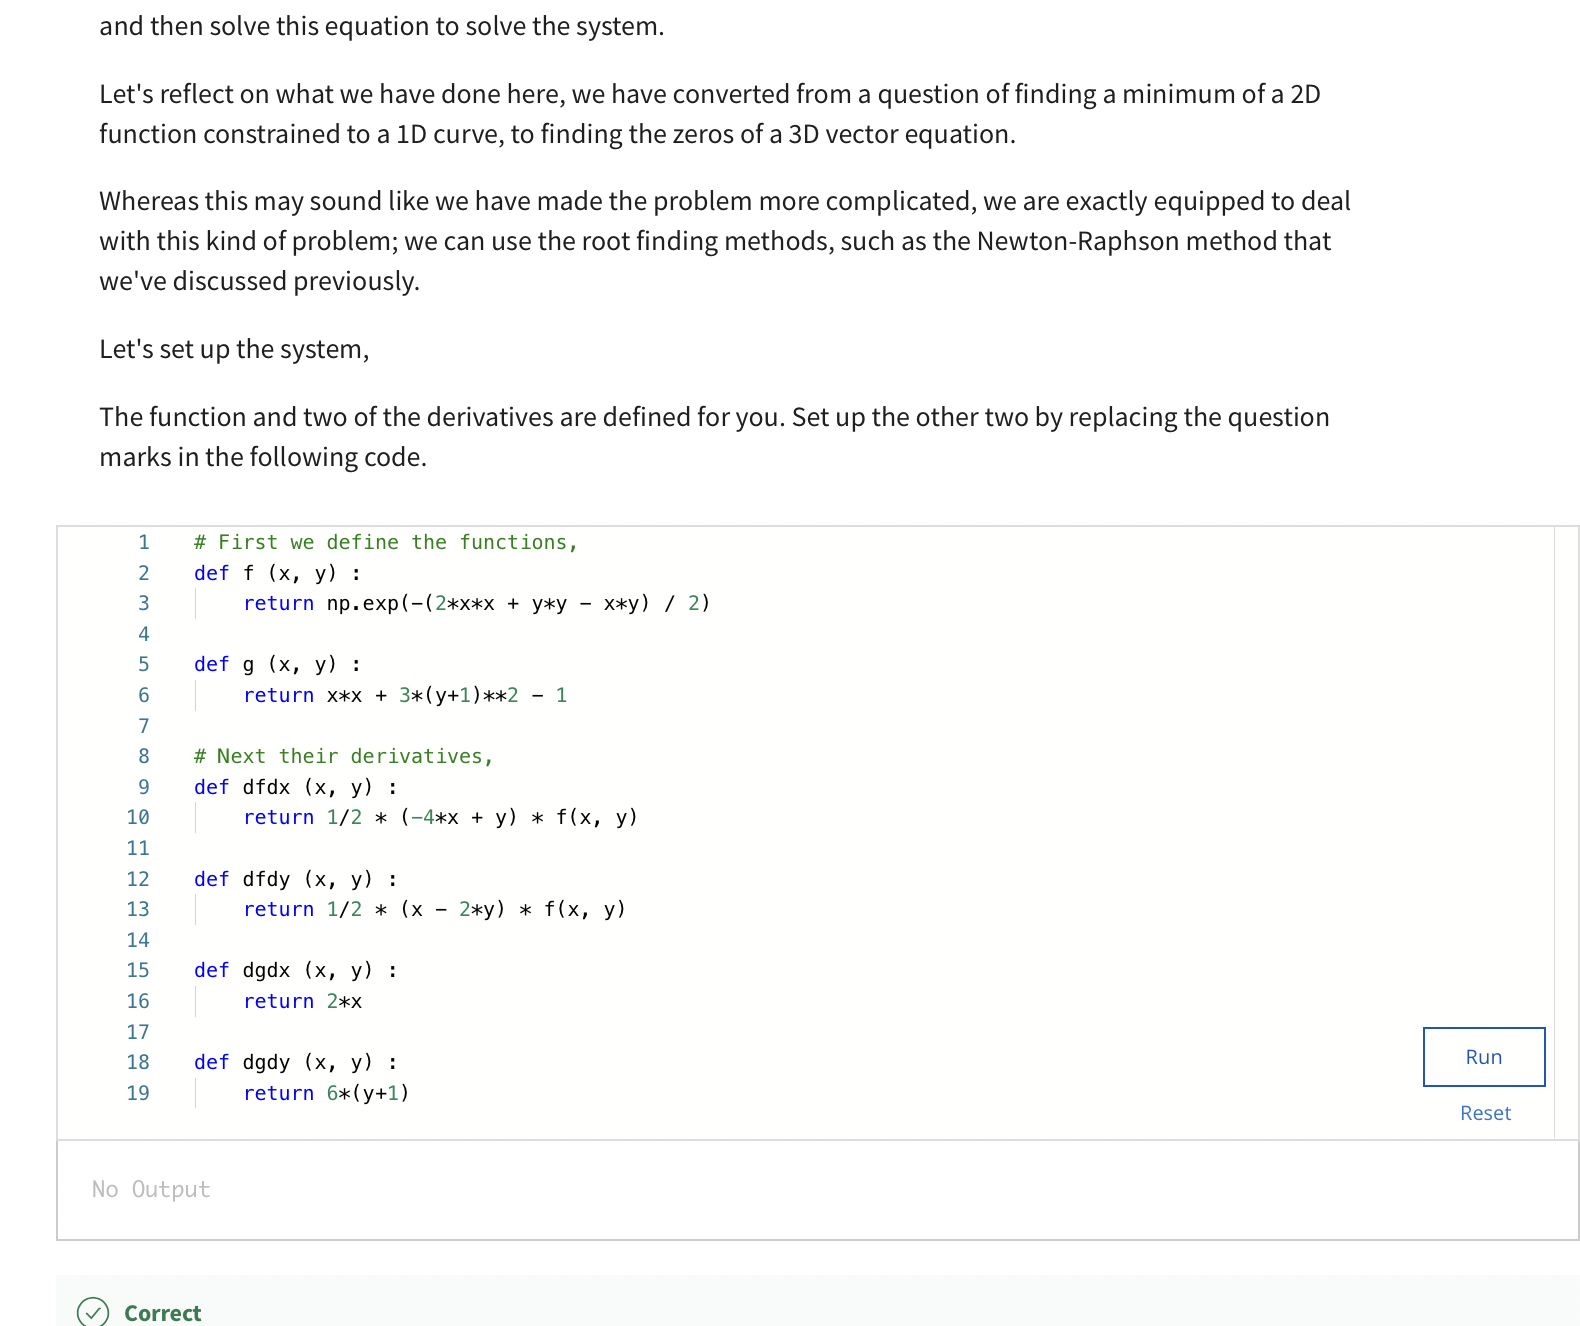 and then solve this equation to solve the system.
Let's reflect on what we have done here, we have converted from a question of finding a minimum of a 2D
function constrained to a 1D curve, to finding the zeros of a 3D vector equation.
Whereas this may sound like we have made the problem more complicated, we are exactly equipped to deal
with this kind of problem; we can use the root finding methods, such as the Newton-Raphson method that
we've discussed previously.
Let's set up the system,
The function and two of the derivatives are defined for you. Set up the other two by replacing the question
marks in the following code.
1 # First we define the functions,
2 def f (x, y) :
3     return np.exp(-(2*x*x + y*y - x*y) / 2)
4
5 def g (x, y) :
6     return x*x + 3*(y+1)**2 - 1
7
8 # Next their derivatives,
9 def dfdx (x, y) :
10     return 1/2 * (-4*x + y) * f(x, y)
11
12 def dfdy (x, y) :
13     return 1/2 * (x - 2*y) * f(x, y)
14
15 def dgdx (x, y) :
16     return 2*x
17
18 def dgdy (x, y) :
19     return 6*(y+1)
Run
Reset
No Output
Correct